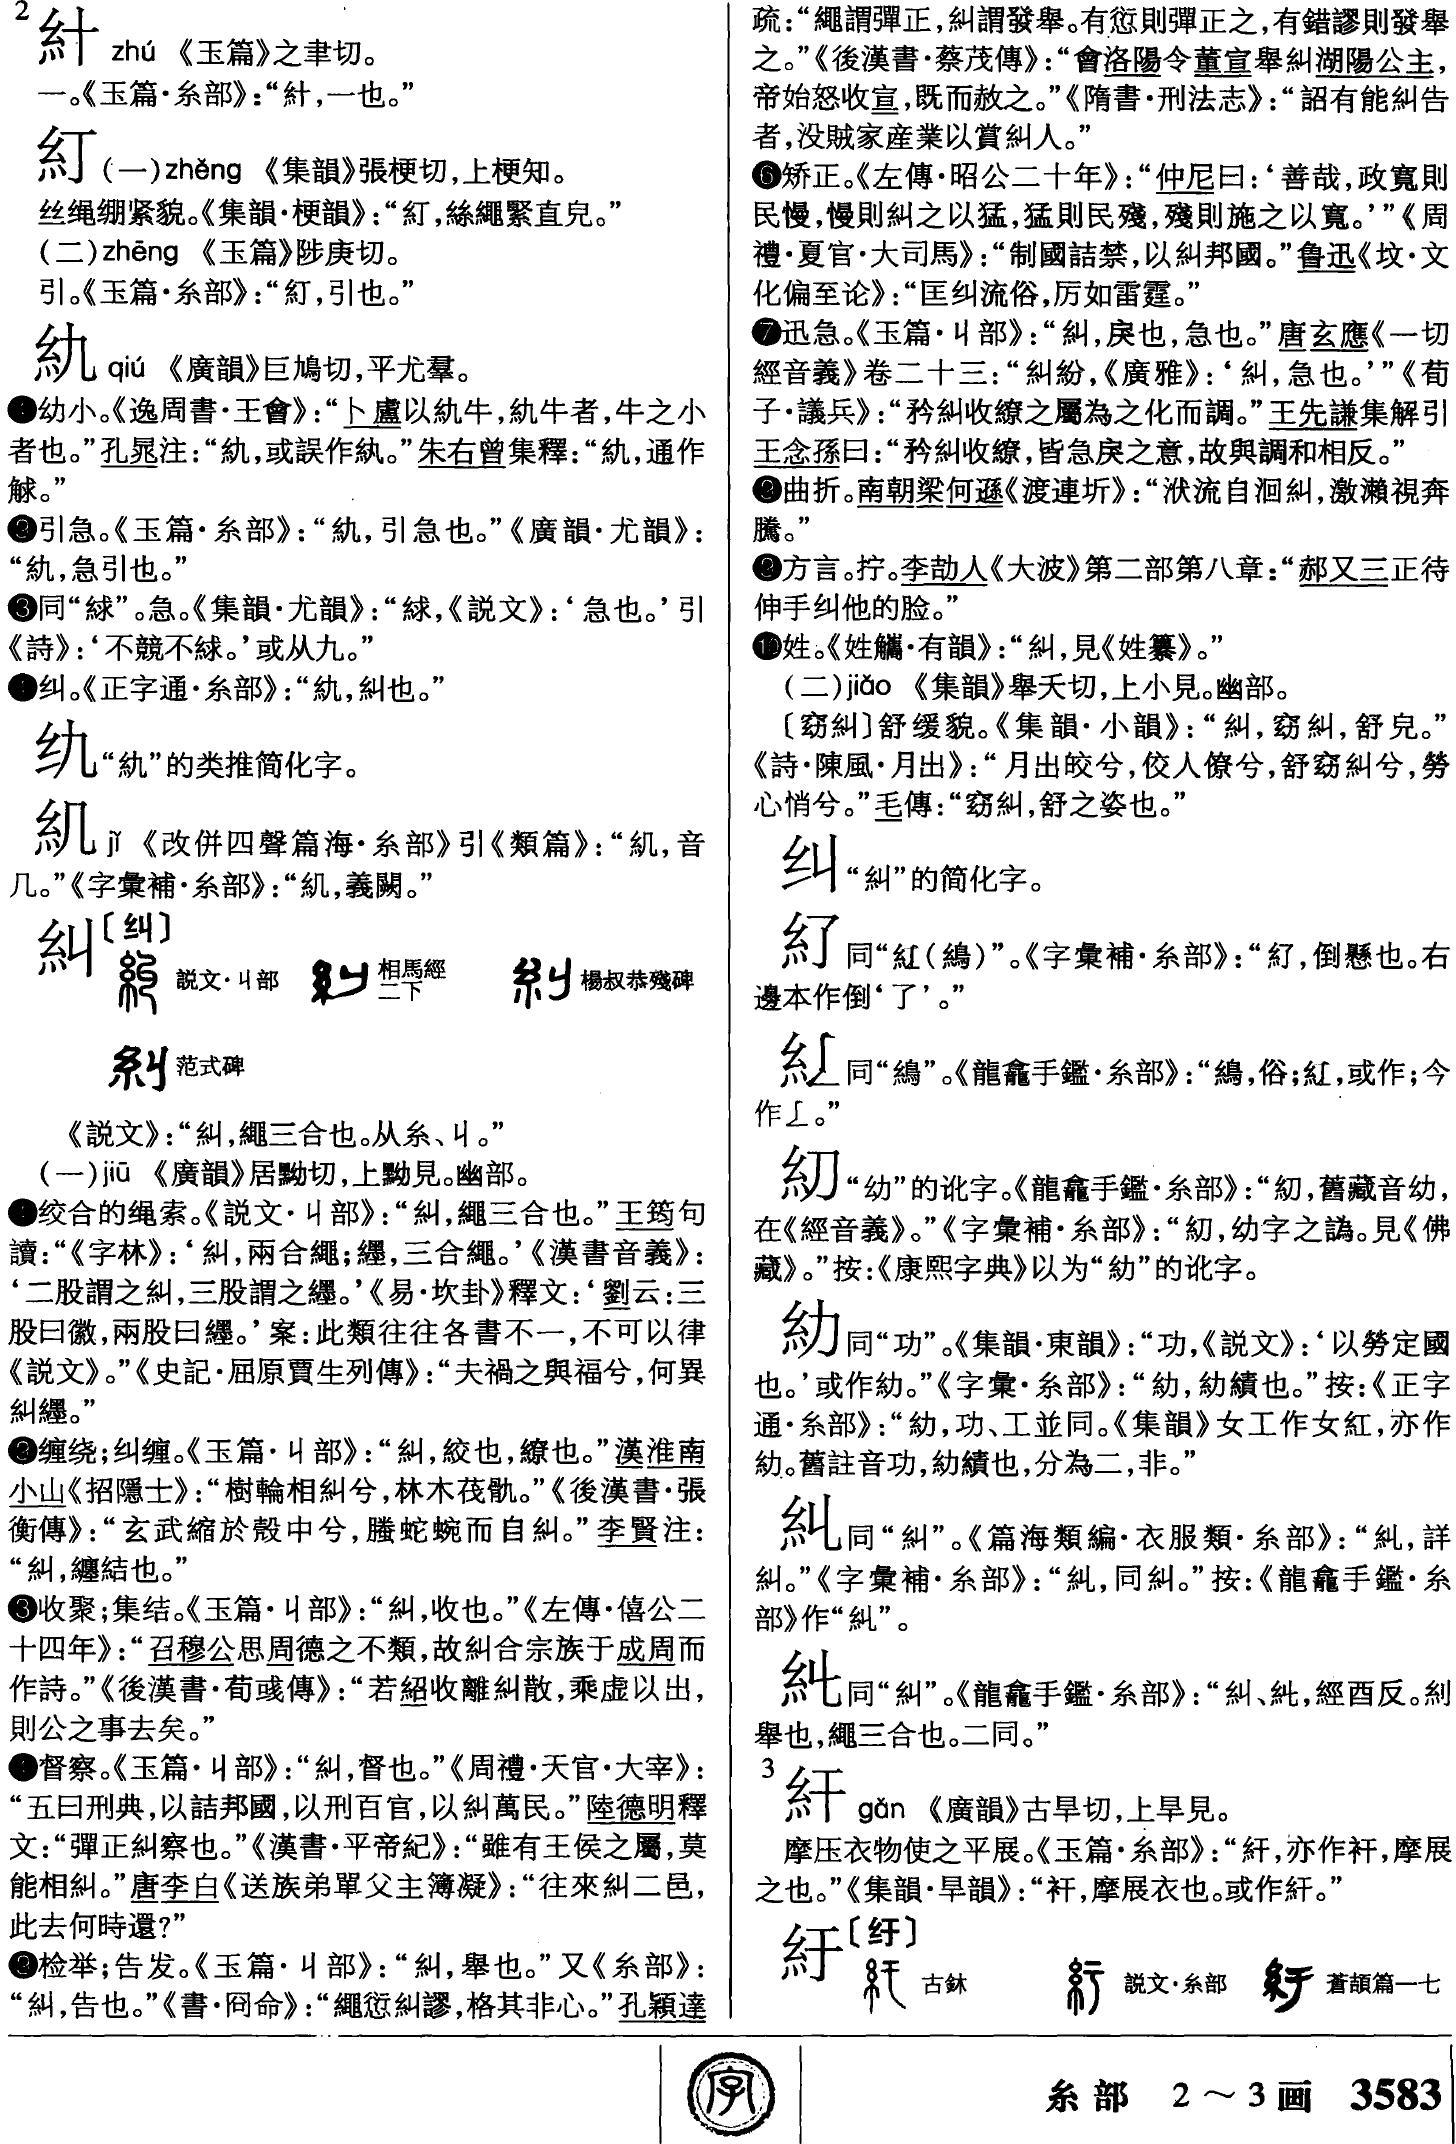 2
紸 zhú 《玉篇》之聿切。
一。《玉篇·糸部》：“紸，一也。”
糽 (一)zhěng 《集韻》張梗切，上梗知。
丝绳绷紧貌。《集韻·梗韻》：“糽，絲繩緊直皃。”
(二)zhēng 《玉篇》陟庚切。
引。《玉篇·糸部》：“糽，引也。”
紈 qiú 《廣韻》巨鳩切，平尤羣。
❶幼小。《逸周書·王會》：“卜盧以紈牛，紈牛者，牛之小
者也。”孔晁注：“紈，或誤作紈。”朱右曾集釋：“紈，通作
觩。”
❷引急。《玉篇·糸部》：“紈，引急也。”《廣韻·尤韻》：
“紈，急引也。”
❸同“絿”。急。《集韻·尤韻》：“絿，《説文》：‘急也。’引
《詩》：‘不競不絿。’或从九。”
❹纠。《正字通·糸部》：“紈，糾也。”
“紈”的类推简化字。
jǐ 《改併四聲篇海·糸部》引《類篇》：“，音
几。”《字彙補·糸部》：“，義闕。”
糾〔纠〕
説文·丩部 相馬經二下 楊叔恭殘碑
范式碑
《説文》：“糾，繩三合也。从糸、丩。”
(一)jiū 《廣韻》居黝切，上黝見。幽部。
❶绞合的绳索。《説文·丩部》：“糾，繩三合也。”王筠句
讀：“《字林》：‘糾，兩合繩；纆，三合繩。’《漢書音義》：
‘二股謂之糾，三股謂之纆。’《易·坎卦》釋文：‘劉云：三
股曰徽，兩股曰纆。’案：此類往往各書不一，不可以律
《説文》。”《史記·屈原賈生列傳》：“夫禍之與福兮，何異
糾纆。”
❷缠绕；纠缠。《玉篇·丩部》：“糾，絞也，繚也。”漢淮南
小山《招隱士》：“樹輪相糾兮，林木茷骩。”《後漢書·張
衡傳》：“玄武縮於殻中兮，螣蛇蜿而自糾。”李賢注：
“糾，纏結也。”
❸收聚；集结。《玉篇·丩部》：“糾，收也。”《左傳·僖公二
十四年》：“召穆公思周德之不類，故糾合宗族于成周而
作詩。”《後漢書·荀彧傳》：“若紹收離糾散，乘虚以出，
則公之事去矣。”
❹督察。《玉篇·丩部》：“糾，督也。”《周禮·天官·大宰》：
“五曰刑典，以詰邦國，以刑百官，以糾萬民。”陸德明釋
文：“彈正糾察也。”《漢書·平帝紀》：“雖有王侯之屬，莫
能相糾。”唐李白《送族弟單父主簿凝》：“往來糾二邑，
此去何時還？”
❺检举；告发。《玉篇·丩部》：“糾，舉也。”又《糸部》：
“糾，告也。”《書·冏命》：“繩愆糾謬，格其非心。”孔穎達
疏：“繩謂彈正，糾謂發舉。有愆則彈正之，有錯謬則發舉
之。”《後漢書·蔡茂傳》：“會洛陽令董宣舉糾湖陽公主，
帝始怒收宣，既而赦之。”《隋書·刑法志》：“詔有能糾告
者，没賊家産業以賞糾人。”
❻矫正。《左傳·昭公二十年》：“仲尼曰：‘善哉，政寬則
民慢，慢則糾之以猛，猛則民殘，殘則施之以寬。’”《周
禮·夏官·大司馬》：“制國詰禁，以糾邦國。”鲁迅《坟·文
化偏至论》：“匡纠流俗，厉如雷霆。”
❼迅急。《玉篇·丩部》：“糾，戾也，急也。”唐玄應《一切
經音義》卷二十三：“糾紛，《廣雅》：‘糾，急也。’”《荀
子·議兵》：“矜糾收繚之屬為之化而調。”王先謙集解引
王念孫曰：“矜糾收繚，皆急戾之意，故與調和相反。”
❽曲折。南朝梁何遜《渡連圻》：“洑流自洄糾，激瀨視奔
騰。”
❾方言。拧。李劼人《大波》第二部第八章：“郝又三正待
伸手纠他的脸。”
❿姓。《姓觿·有韻》：“糾，見《姓纂》。”
(二)jiǎo 《集韻》舉夭切，上小見。幽部。
〔窈糾〕舒缓貌。《集韻·小韻》：“糾，窈糾，舒皃。”
《詩·陳風·月出》：“月出皎兮，佼人僚兮，舒窈糾兮，勞
心悄兮。”毛傳：“窈糾，舒之姿也。”
纠 “糾”的简化字。
同“(䲽)”。《字彙補·糸部》：“，倒懸也。右
邊本作倒‘了’。”
同“”。《龍龕手鑑·糸部》：“，俗；，或作；今
作。”
“幼”的讹字。《龍龕手鑑·糸部》：“，舊藏音幼，
在《經音義》。”《字彙補·糸部》：“，幼字之譌。見《佛
藏》。”按：《康熙字典》以为“紗”的讹字。
同“功”。《集韻·東韻》：“功，《説文》：‘以勞定國
也。’或作糼。”《字彙·糸部》：“糼，糼績也。”按：《正字
通·糸部》：“糼，功、工並同。《集韻》女工作女紅，亦作
糼。舊註音功，糼績也，分為二，非。”
糺 同“糾”。《篇海類編·衣服類·糸部》：“糺，詳
糾。”《字彙補·糸部》：“糺，同糾。”按：《龍龕手鑑·糸
部》作“糺”。
同“糾”。《龍龕手鑑·糸部》：“糾、，經酉反。糾
舉也，繩三合也。二同。”
3
䊻 gǎn 《廣韻》古旱切，上旱見。
摩压衣物使之平展。《玉篇·糸部》：“䊻，亦作衦，摩展
之也。”《集韻·旱韻》：“衦，摩展衣也。或作䊻。”
紆〔纡〕
古鉥 説文·糸部 蒼頡篇一七
字
糸部 2～3画 3583